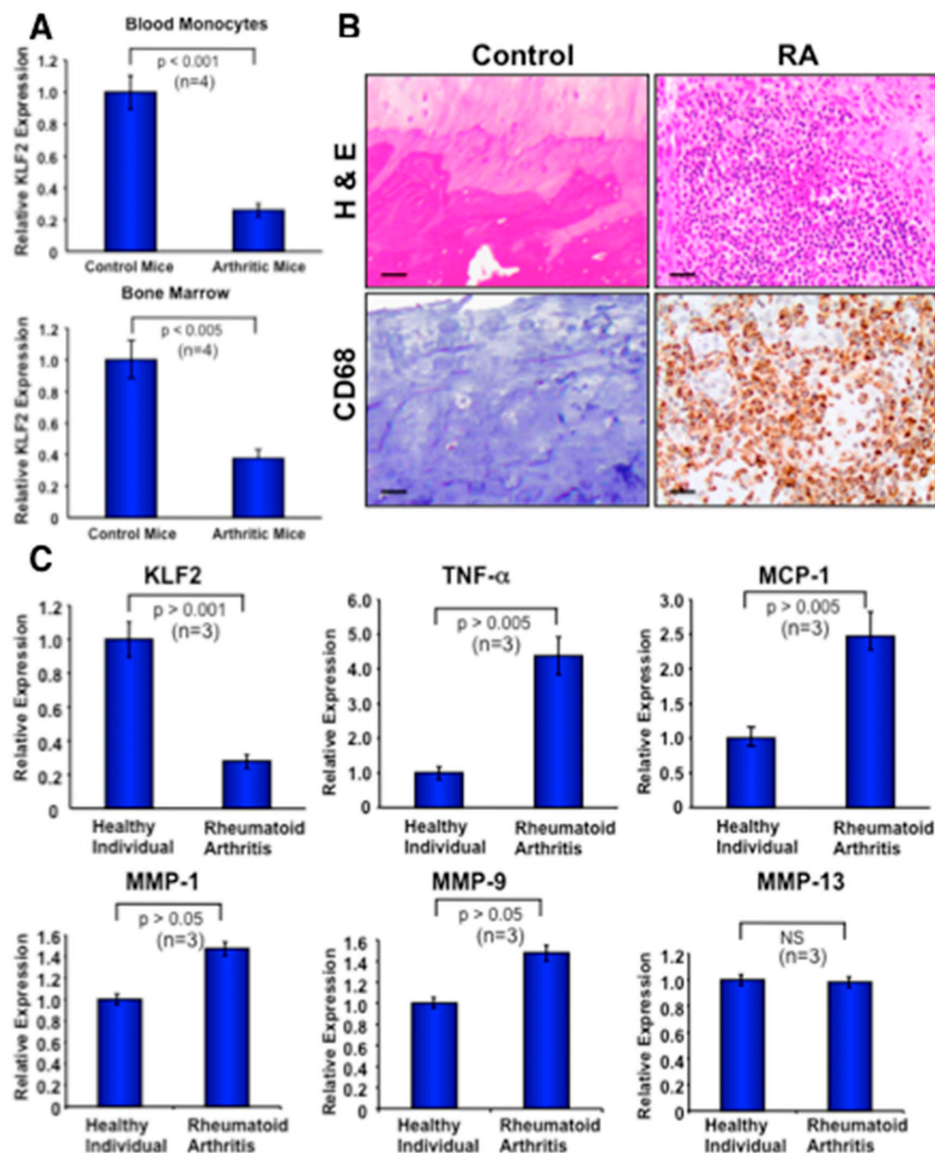 A
Blood Monocytes
Relative KLF2 Expression
1.2
1.0
0.8
0.6
0.4
0.2
0
p < 0.001
(n=4)
Control Mice
Arthritic Mice
Bone Marrow
Relative KLF2 Expression
1.2
1.0
0.8
0.6
0.4
0.2
0
p < 0.005
(n=4)
Control Mice
Arthritic Mice
B
Control
RA
H & E
CD68
C
KLF2
Relative Expression
1.2
1.0
0.8
0.6
0.4
0.2
0
p > 0.001
(n=3)
Healthy
Individual
Rheumatoid
Arthritis
TNF-α
Relative Expression
6.0
5.0
4.0
3.0
2.0
1.0
0
p > 0.005
(n=3)
Healthy
Individual
Rheumatoid
Arthritis
MCP-1
Relative Expression
3.0
2.5
2.0
1.5
1.0
0.5
0
p > 0.005
(n=3)
Healthy
Individual
Rheumatoid
Arthritis
MMP-1
Relative Expression
1.6
1.4
1.2
1.0
0.8
0.6
0.4
0.2
0
p > 0.05
(n=3)
Healthy
Individual
Rheumatoid
Arthritis
MMP-9
Relative Expression
1.6
1.4
1.2
1.0
0.8
0.6
0.4
0.2
0
p > 0.05
(n=3)
Healthy
Individual
Rheumatoid
Arthritis
MMP-13
Relative Expression
1.2
1.0
0.8
0.6
0.4
0.2
0
NS
(n=3)
Healthy
Individual
Rheumatoid
Arthritis